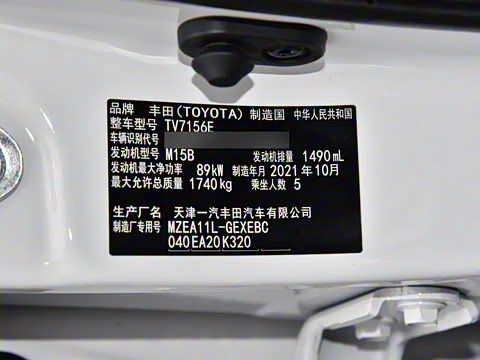 品牌 丰田(TOYOTA) 制造国 中华人民共和国
整车型号 TV7156E
车辆识别代号
发动机型号 M15B 发动机排量 1490mL
发动机最大净功率 89kW 制造年月 2021年10月
最大允许总质量 1740kg 乘坐人数 5
生产厂名 天津一汽丰田汽车有限公司
制造厂专用号 MZEA11L-GEXEBC
040EA20K320